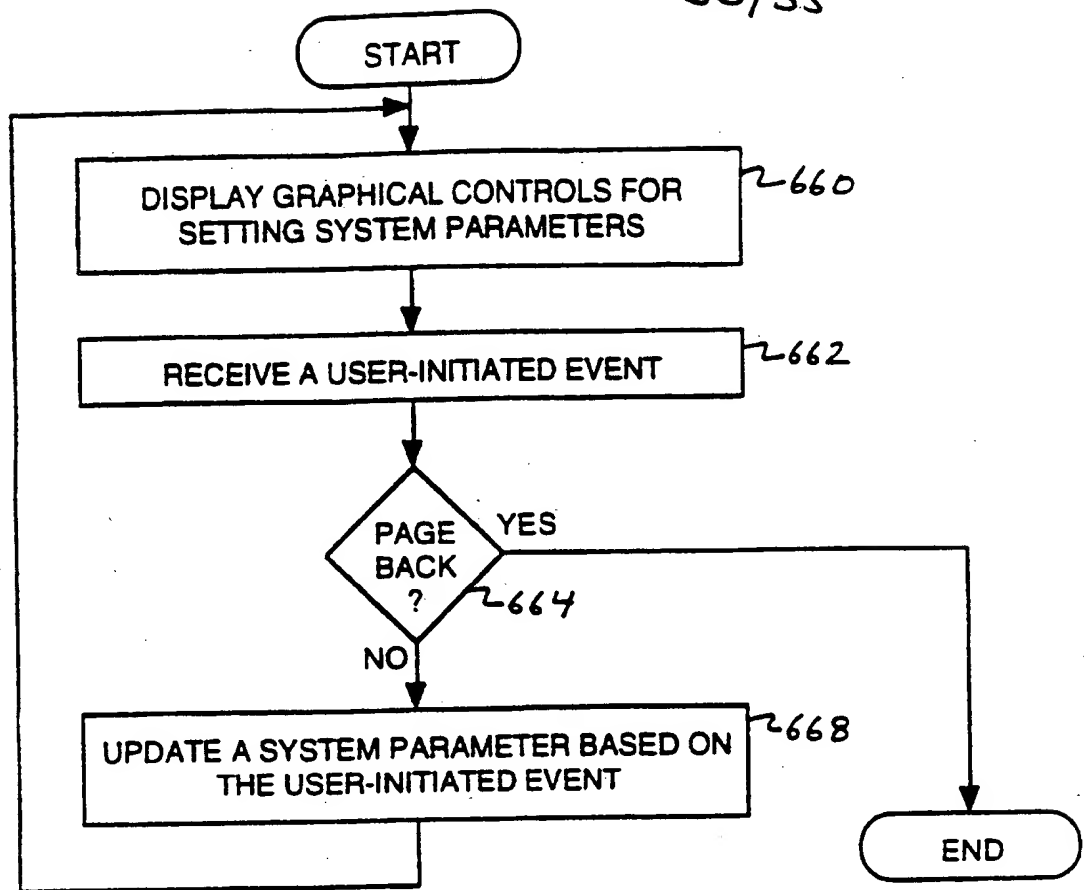 START
DISPLAY GRAPHICAL CONTROLS FOR
SETTING SYSTEM PARAMETERS
660
RECEIVE A USER-INITIATED EVENT
662
PAGE
BACK
?
YES
664
NO
UPDATE A SYSTEM PARAMETER BASED ON
THE USER-INITIATED EVENT
668
END